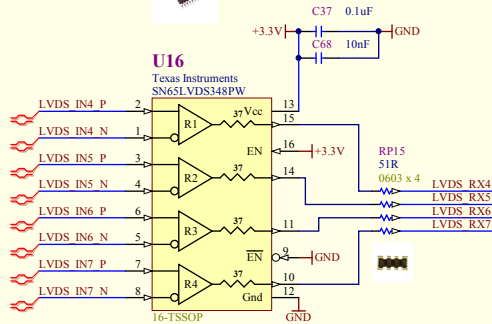 C37 0.1uF
+3.3V GND
C68 10nF
U16
Texas Instruments
SN65LVDS348PW
LVDS_IN4_P 2 R1 37 Vcc 13
15
LVDS_IN4_N 1 EN 16 +3.3V
RP15
51R
0603 x 4
LVDS_IN5_P 3 R2 37 14
LVDS_IN5_N 4
LVDS_RX4
LVDS_RX5
LVDS_RX6
LVDS_RX7
LVDS_IN6_P 6 R3 37 11
LVDS_IN6_N 5 EN 9 GND
LVDS_IN7_P 7 R4 37 10
LVDS_IN7_N 8 Gnd 12
16-TSSOP GND